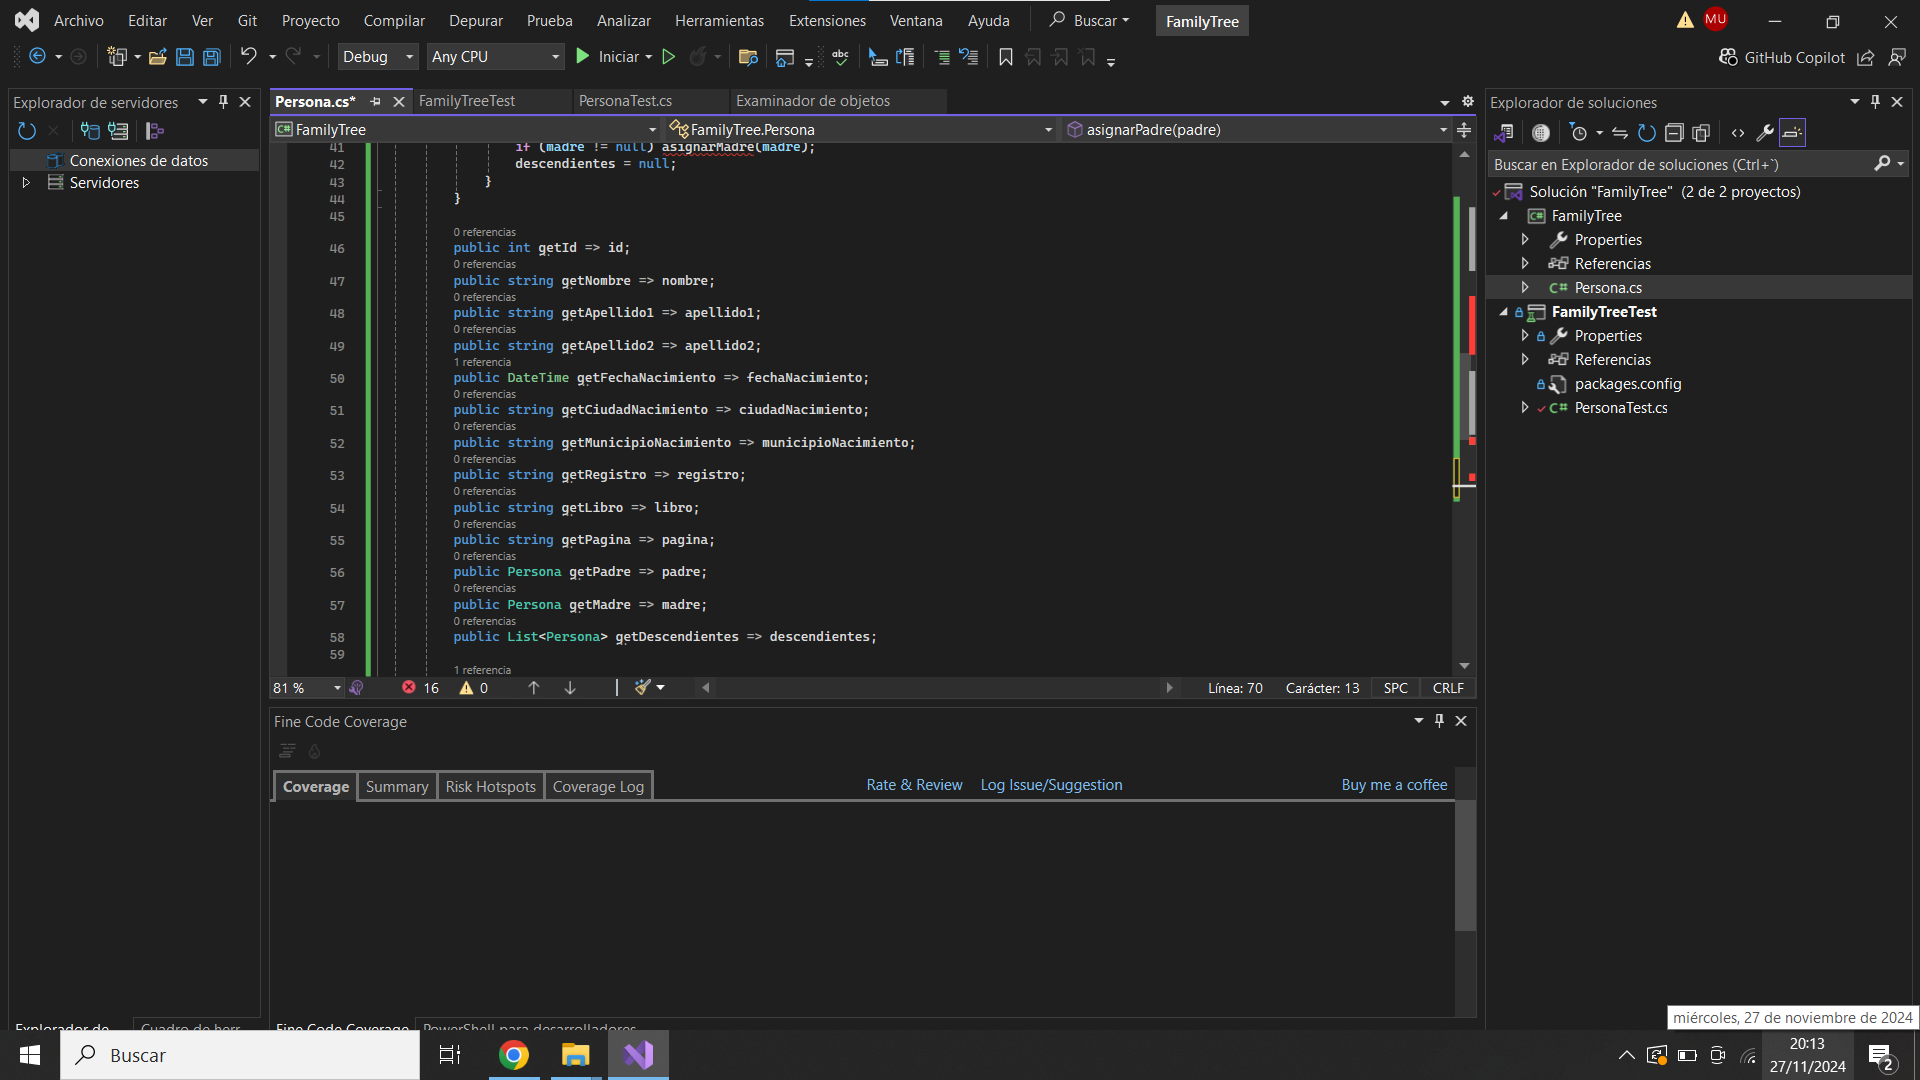 Archivo Editar Ver Git Proyecto Compilar Depurar Prueba Analizar Herramientas Extensiones Ventana Ayuda Buscar FamilyTree MU
Debug Any CPU Iniciar abc GitHub Copilot
Explorador de servidores
Conexiones de datos
Servidores
Persona.cs* FamilyTreeTest PersonaTest.cs Examinador de objetos
C# FamilyTree FamilyTree.Persona asignarPadre(padre)
41 if (madre != null) asignarMadre(madre);
42 descendientes = null;
43 }
44 }
45
0 referencias
46 public int getId => id;
0 referencias
47 public string getNombre => nombre;
0 referencias
48 public string getApellido1 => apellido1;
0 referencias
49 public string getApellido2 => apellido2;
1 referencia
50 public DateTime getFechaNacimiento => fechaNacimiento;
0 referencias
51 public string getCiudadNacimiento => ciudadNacimiento;
0 referencias
52 public string getMunicipioNacimiento => municipioNacimiento;
0 referencias
53 public string getRegistro => registro;
0 referencias
54 public string getLibro => libro;
0 referencias
55 public string getPagina => pagina;
0 referencias
56 public Persona getPadre => padre;
0 referencias
57 public Persona getMadre => madre;
0 referencias
58 public List<Persona> getDescendientes => descendientes;
59
1 referencia
81 % 16 0 Línea: 70 Carácter: 13 SPC CRLF
Fine Code Coverage
Coverage Summary Risk Hotspots Coverage Log Rate & Review Log Issue/Suggestion Buy me a coffee
Explorador de soluciones
Buscar en Explorador de soluciones (Ctrl+`)
Solución "FamilyTree" (2 de 2 proyectos)
C# FamilyTree
Properties
Referencias
C# Persona.cs
FamilyTreeTest
Properties
Referencias
packages.config
C# PersonaTest.cs
Explorador de Cuadro de herr Fine Code Coverage PowerShell para desarrolladores
miércoles, 27 de noviembre de 2024
Buscar
20:13
27/11/2024
2